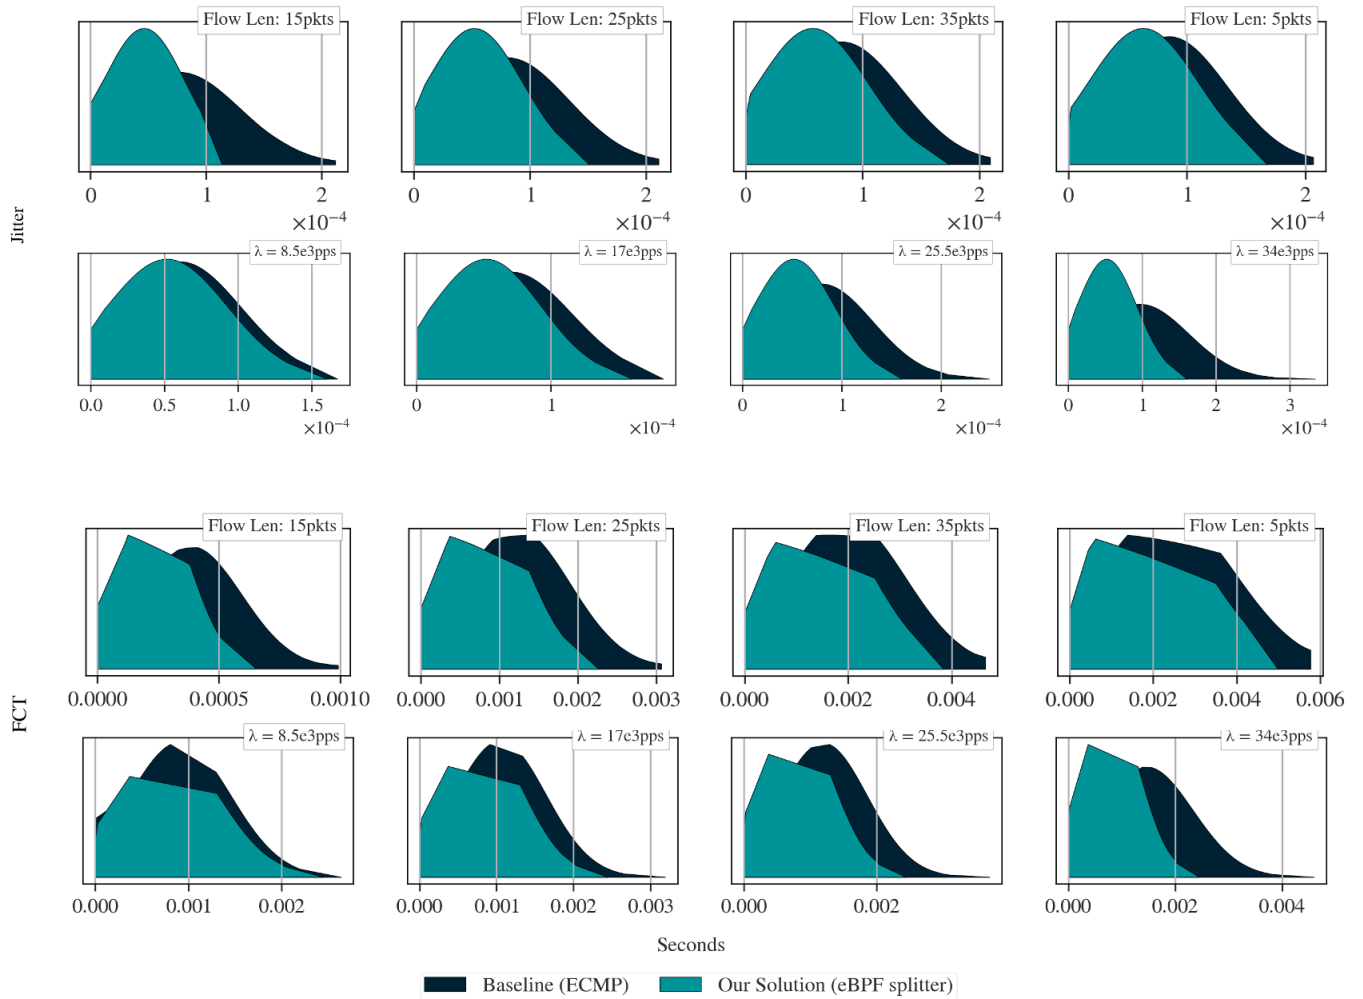 Flow Len: 15pkts
Flow Len: 25pkts
Flow Len: 35pkts
Flow Len: 5pkts
0 1 2
×10⁻⁴
0 1 2
×10⁻⁴
0 1 2
×10⁻⁴
0 1 2
×10⁻⁴
Jitter
λ = 8.5e3pps
λ = 17e3pps
λ = 25.5e3pps
λ = 34e3pps
0.0 0.5 1.0 1.5
×10⁻⁴
0 1
×10⁻⁴
0 1 2
×10⁻⁴
0 1 2 3
×10⁻⁴
Flow Len: 15pkts
Flow Len: 25pkts
Flow Len: 35pkts
Flow Len: 5pkts
0.0000 0.0005 0.0010
0.000 0.001 0.002 0.003
0.000 0.002 0.004
0.000 0.002 0.004 0.006
FCT
λ = 8.5e3pps
λ = 17e3pps
λ = 25.5e3pps
λ = 34e3pps
0.000 0.001 0.002
0.000 0.001 0.002 0.003
0.000 0.002
0.000 0.002 0.004
Seconds
Baseline (ECMP)
Our Solution (eBPF splitter)